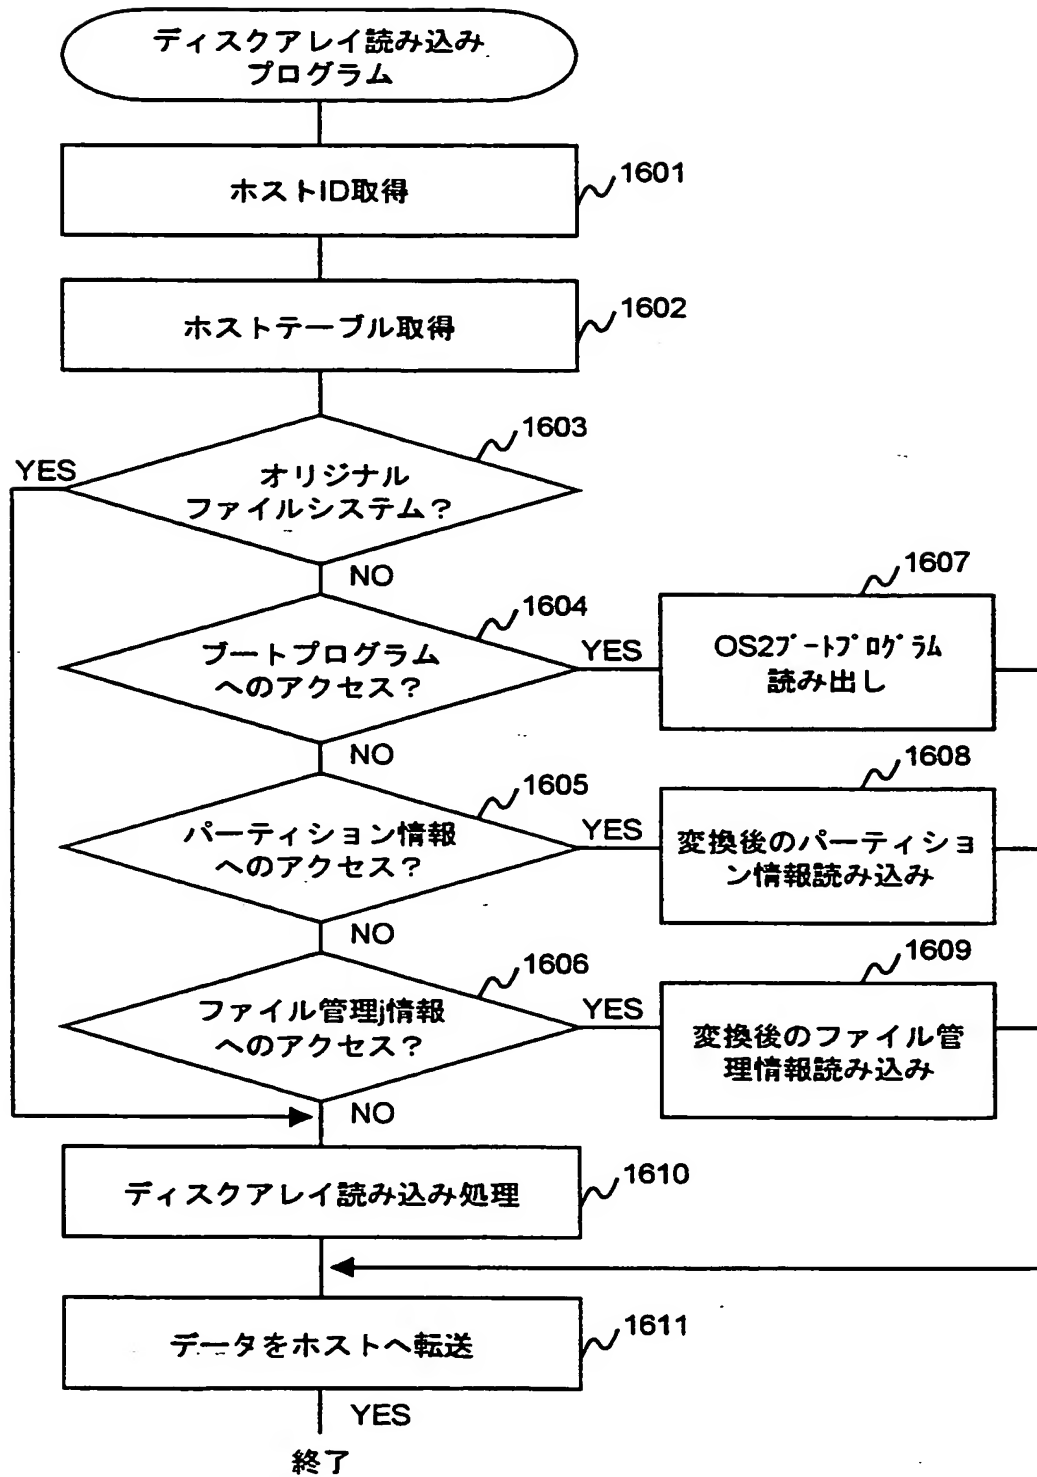 ディスクアレイ読み込み
プログラム
ホストID取得
1601
ホストテーブル取得
1602
1603
YES
オリジナル
ファイルシステム?
NO
1604
ブートプログラム
へのアクセス?
YES
1607
OS2ブートプログラム
読み出し
NO
1605
パーティション情報
へのアクセス?
YES
1608
変換後のパーティショ
ン情報読み込み
NO
1606
ファイル管理j情報
へのアクセス?
YES
1609
変換後のファイル管
理情報読み込み
NO
ディスクアレイ読み込み処理
1610
データをホストへ転送
1611
YES
終了